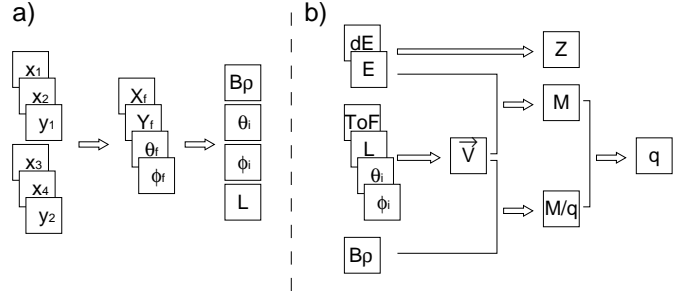 a)
x1
x2
y1
x3
x4
y2
Xf
Yf
θf
ϕf
Bρ
θi
ϕi
L
b)
dE
E
Z
ToF
L
θi
ϕi
V
M
M/q
q
Bρ